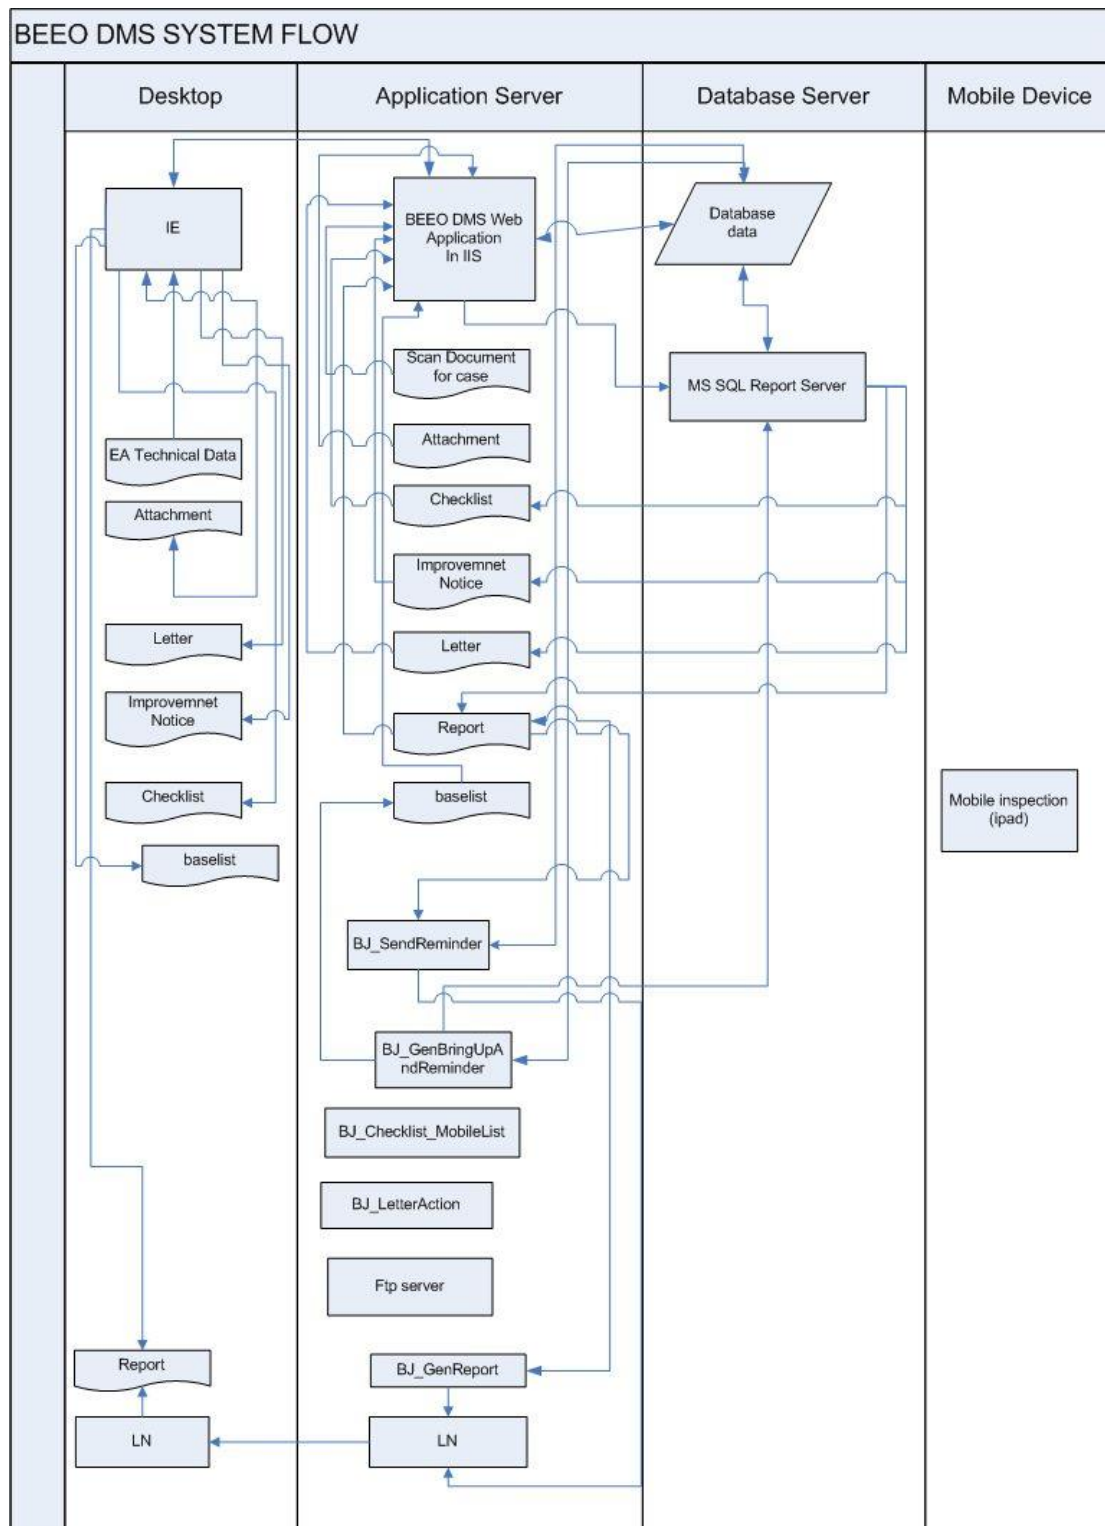 BEEO DMS SYSTEM FLOW
Desktop
Application Server
Database Server
Mobile Device
IE
BEEO DMS Web
Application
In IIS
Database
data
Scan Document
for case
MS SQL Report Server
EA Technical Data
Attachment
Attachment
Checklist
Improvemnet
Notice
Letter
Letter
Improvemnet
Notice
Report
Checklist
baselist
Mobile inspection
(ipad)
baselist
BJ_SendReminder
BJ_GenBringUpA
ndReminder
BJ_Checklist_MobileList
BJ_LetterAction
Ftp server
Report
BJ_GenReport
LN
LN